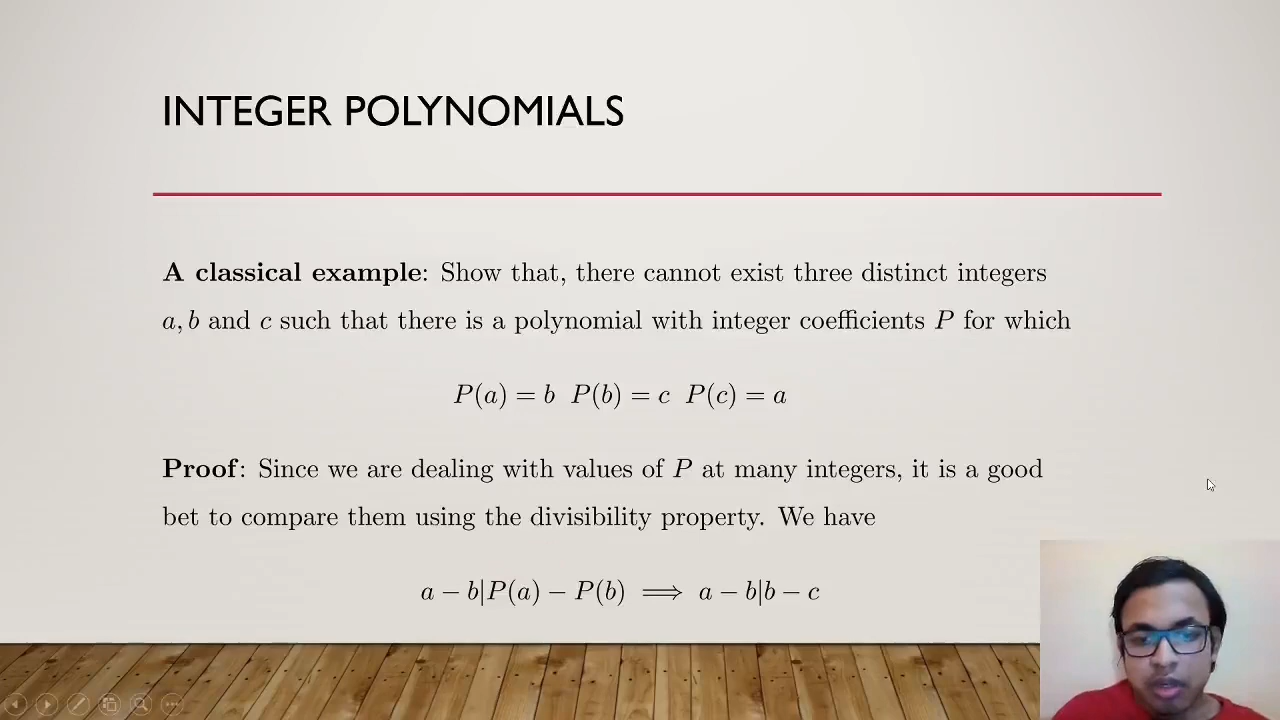 INTEGER POLYNOMIALS
A classical example: Show that, there cannot exist three distinct integers
a, b and c such that there is a polynomial with integer coefficients P for which
P(a) = b P(b) = c P(c) = a
Proof: Since we are dealing with values of P at many integers, it is a good
bet to compare them using the divisibility property. We have
a − b|P(a) − P(b) ⟹ a − b|b − c